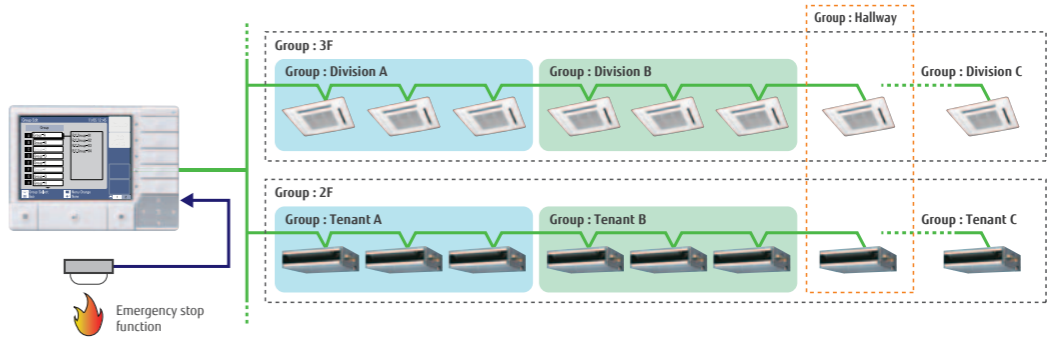 Group : Hallway
Group : 3F
Group : Division A
Group : Division B
Group : Division C
Group : 2F
Group : Tenant A
Group : Tenant B
Group : Tenant C
Emergency stop
function